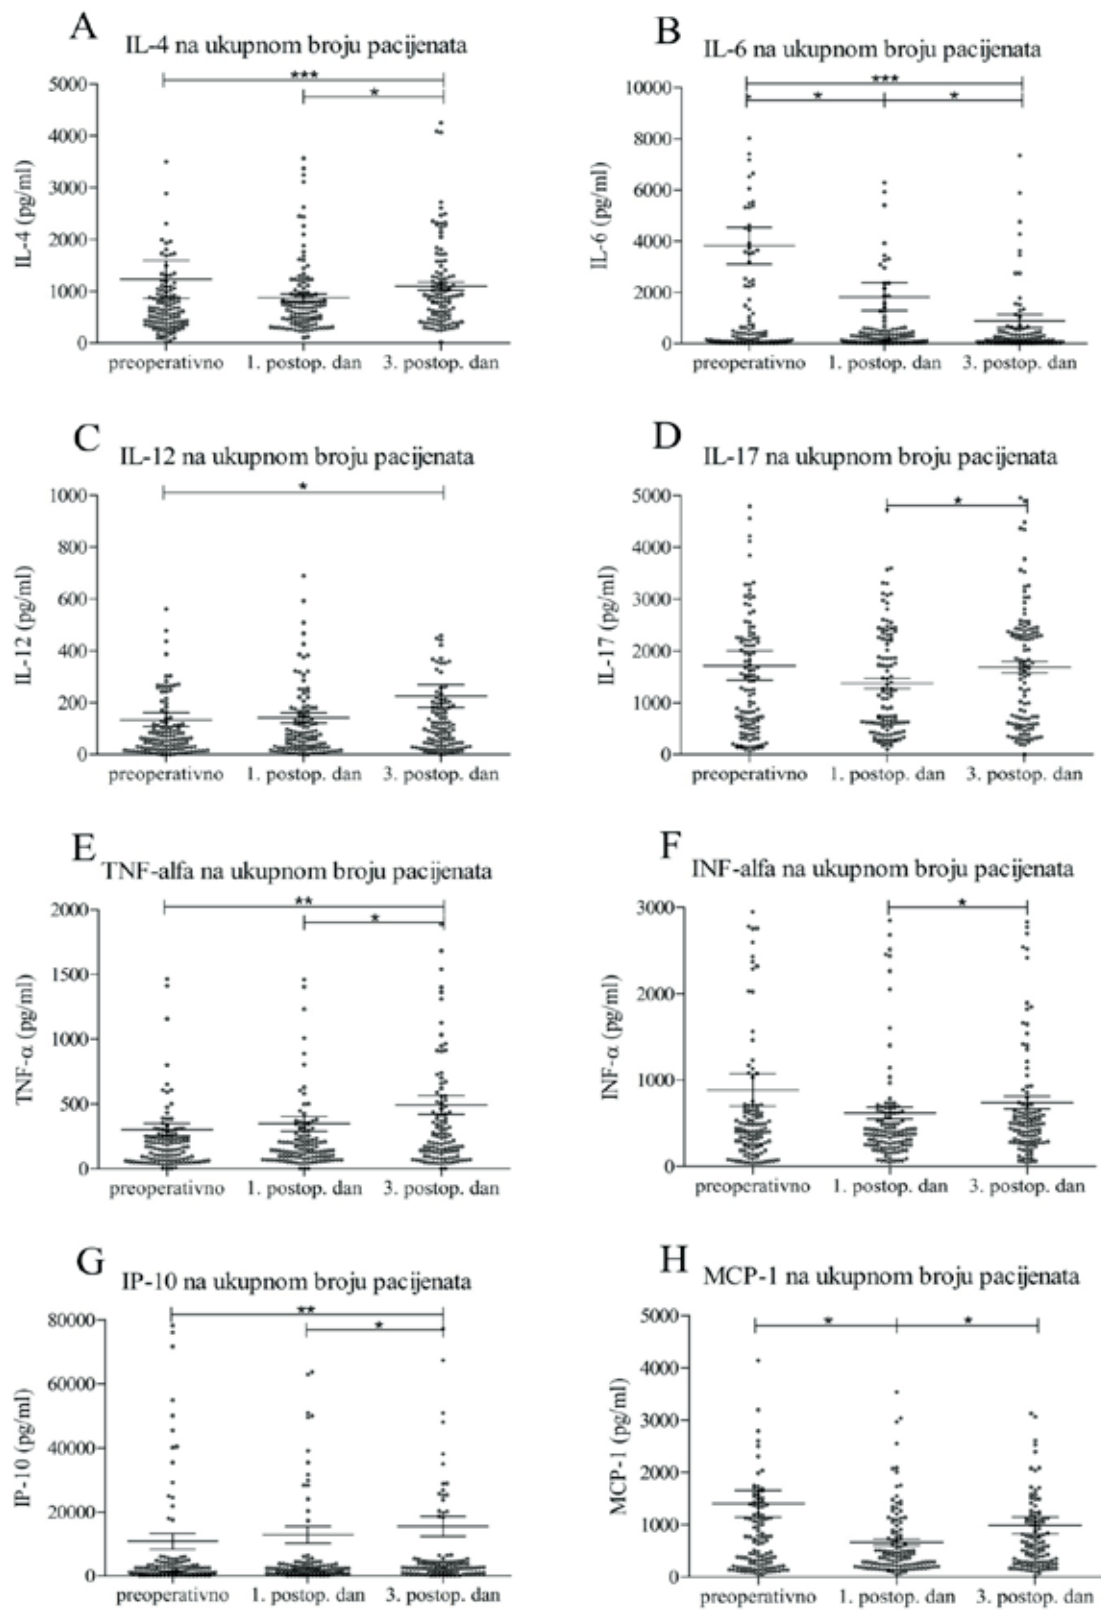 A
IL-4 na ukupnom broju pacijenata
***
*
5000
4000
3000
2000
1000
0
IL-4 (pg/ml)
preoperativno 1. postop. dan 3. postop. dan
B
IL-6 na ukupnom broju pacijenata
***
* *
10000
8000
6000
4000
2000
0
IL-6 (pg/ml)
preoperativno 1. postop. dan 3. postop. dan
C
IL-12 na ukupnom broju pacijenata
*
1000
800
600
400
200
0
IL-12 (pg/ml)
preoperativno 1. postop. dan 3. postop. dan
D
IL-17 na ukupnom broju pacijenata
*
5000
4000
3000
2000
1000
0
IL-17 (pg/ml)
preoperativno 1. postop. dan 3. postop. dan
E
TNF-alfa na ukupnom broju pacijenata
**
*
2000
1500
1000
500
0
TNF-α (pg/ml)
preoperativno 1. postop. dan 3. postop. dan
F
INF-alfa na ukupnom broju pacijenata
*
3000
2000
1000
0
INF-α (pg/ml)
preoperativno 1. postop. dan 3. postop. dan
G
IP-10 na ukupnom broju pacijenata
**
*
80000
60000
40000
20000
0
IP-10 (pg/ml)
preoperativno 1. postop. dan 3. postop. dan
H
MCP-1 na ukupnom broju pacijenata
* *
5000
4000
3000
2000
1000
0
MCP-1 (pg/ml)
preoperativno 1. postop. dan 3. postop. dan